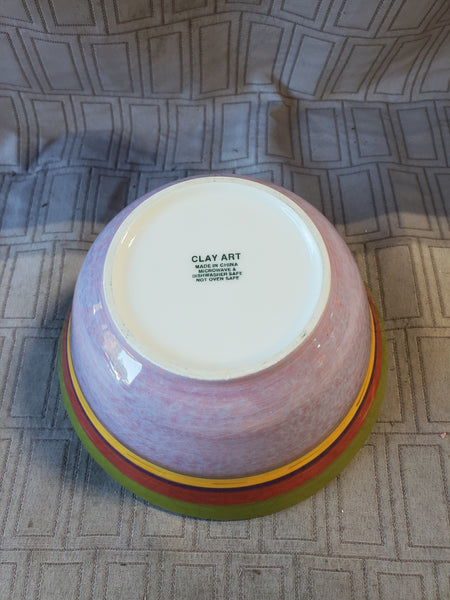 CLAY ART
MADE IN CHINA
MICROWAVE &
DISHWASHER SAFE
NOT OVEN SAFE